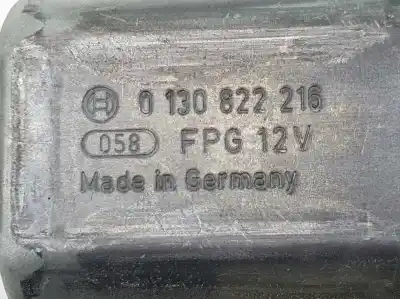 0 130 822 216
058 FPG 12V
Made in Germany